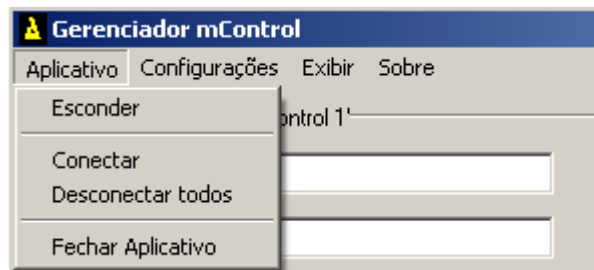 Gerenciador mControl
Aplicativo Configurações Exibir Sobre
Esconder
ontrol 1'
Conectar
Desconectar todos
Fechar Aplicativo